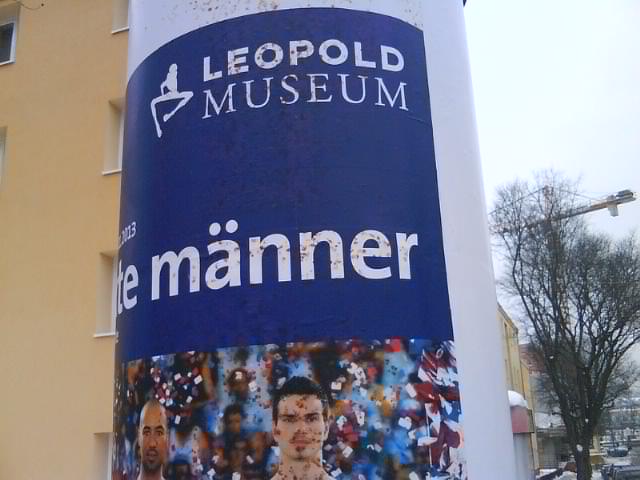 LEOPOLD
MUSEUM
.2013
te männer